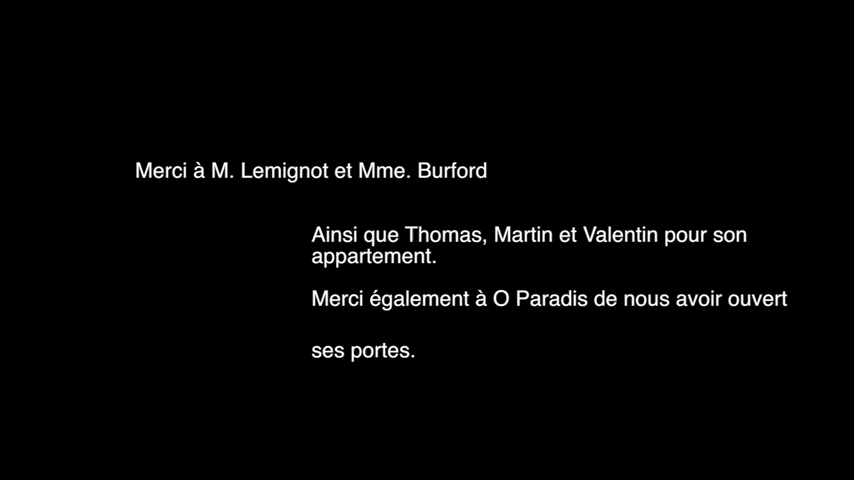 Merci à M. Lemignot et Mme. Burford
Ainsi que Thomas, Martin et Valentin pour son
appartement.
Merci également à O Paradis de nous avoir ouvert
ses portes.